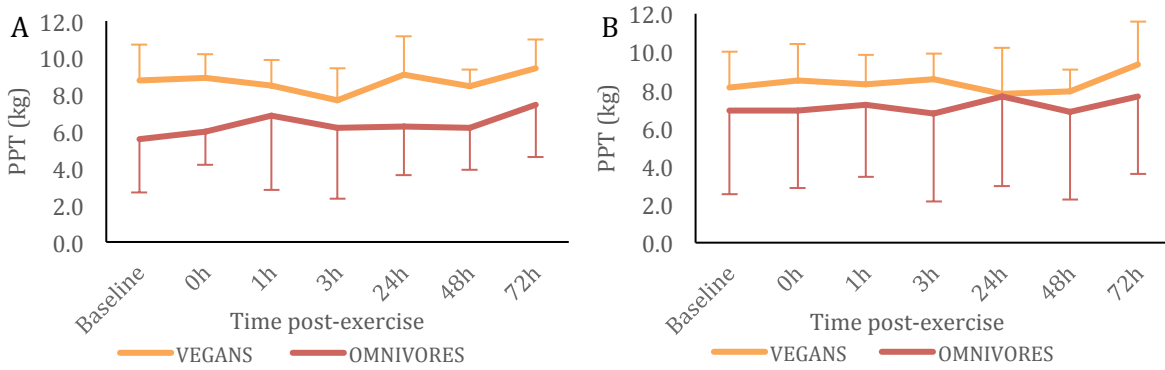 A
PPT (kg)
12.0
10.0
8.0
6.0
4.0
2.0
0.0
Baseline 0h 1h 3h 24h 48h 72h
Time post-exercise
VEGANS OMNIVORES
B
PPT (kg)
12.0
10.0
8.0
6.0
4.0
2.0
0.0
Baseline 0h 1h 3h 24h 48h 72h
Time post-exercise
VEGANS OMNIVORES